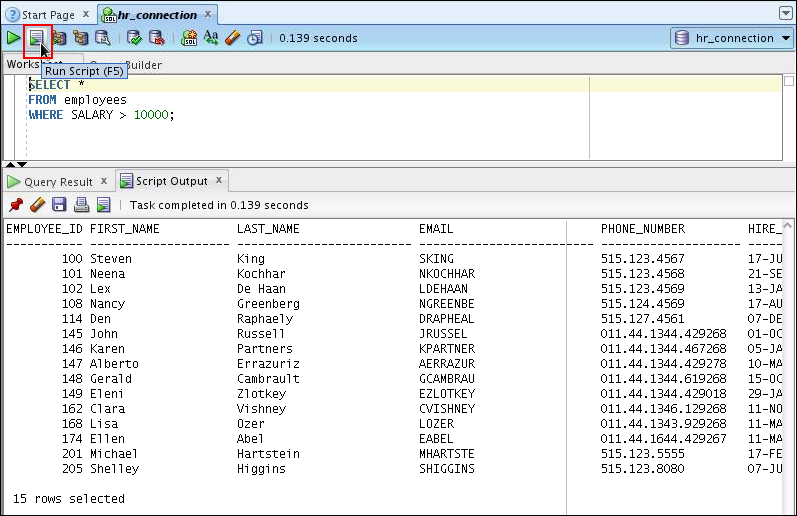 Start Page x hr_connection x
0.139 seconds hr_connection
Run Script (F5) Builder
SELECT *
FROM employees
WHERE SALARY > 10000;
Query Result x Script Output x
Task completed in 0.139 seconds
EMPLOYEE_ID FIRST_NAME LAST_NAME EMAIL PHONE_NUMBER HIRE_
100 Steven King SKING 515.123.4567 17-JU
101 Neena Kochhar NKOCHHAR 515.123.4568 21-SE
102 Lex De Haan LDEHAAN 515.123.4569 13-JA
108 Nancy Greenberg NGREENBE 515.124.4569 17-AU
114 Den Raphaely DRAPHEAL 515.127.4561 07-DE
145 John Russell JRUSSEL 011.44.1344.429268 01-OC
146 Karen Partners KPARTNER 011.44.1344.467268 05-JA
147 Alberto Errazuriz AERRAZUR 011.44.1344.429278 10-MA
148 Gerald Cambrault GCAMBRAU 011.44.1344.619268 15-OC
149 Eleni Zlotkey EZLOTKEY 011.44.1344.429018 29-JA
162 Clara Vishney CVISHNEY 011.44.1346.129268 11-NO
168 Lisa Ozer LOZER 011.44.1343.929268 11-MA
174 Ellen Abel EABEL 011.44.1644.429267 11-MA
201 Michael Hartstein MHARTSTE 515.123.5555 17-FE
205 Shelley Higgins SHIGGINS 515.123.8080 07-JU
15 rows selected